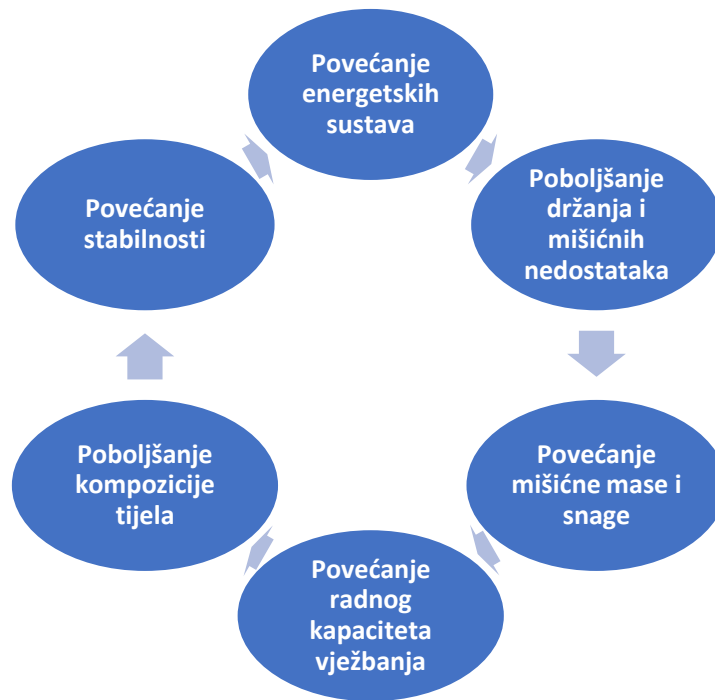 Povećanje
energetskih
sustava
Poboljšanje
držanja i
mišićnih
nedostataka
Povećanje
mišićne mase i
snage
Povećanje
radnog
kapaciteta
vježbanja
Poboljšanje
kompozicije
tijela
Povećanje
stabilnosti